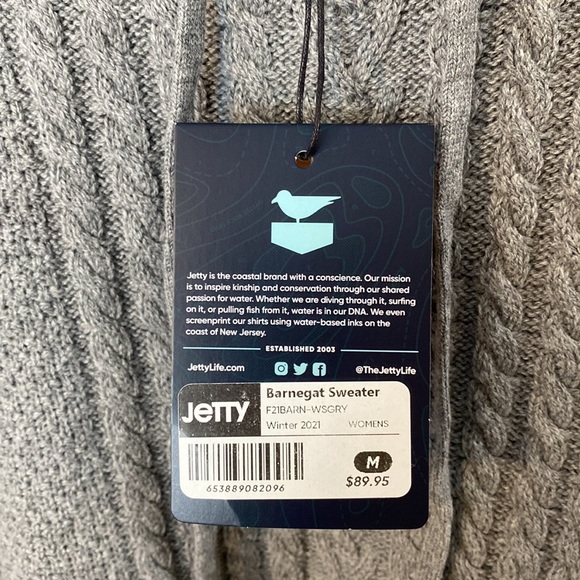 Jetty is the coastal brand with a conscience. Our mission
is to inspire kinship and conservation through our shared
passion for water. Whether we are diving through it, surfing
on it, or pulling fish from it, water is in our DNA. We even
screenprint our shirts using water-based inks on the
coast of New Jersey.
ESTABLISHED 2003
JettyLife.com @TheJettyLife
JETTY
Barnegat Sweater
F21BARN-WSGRY
Winter 2021 WOMENS
653889082096
M
$89.95